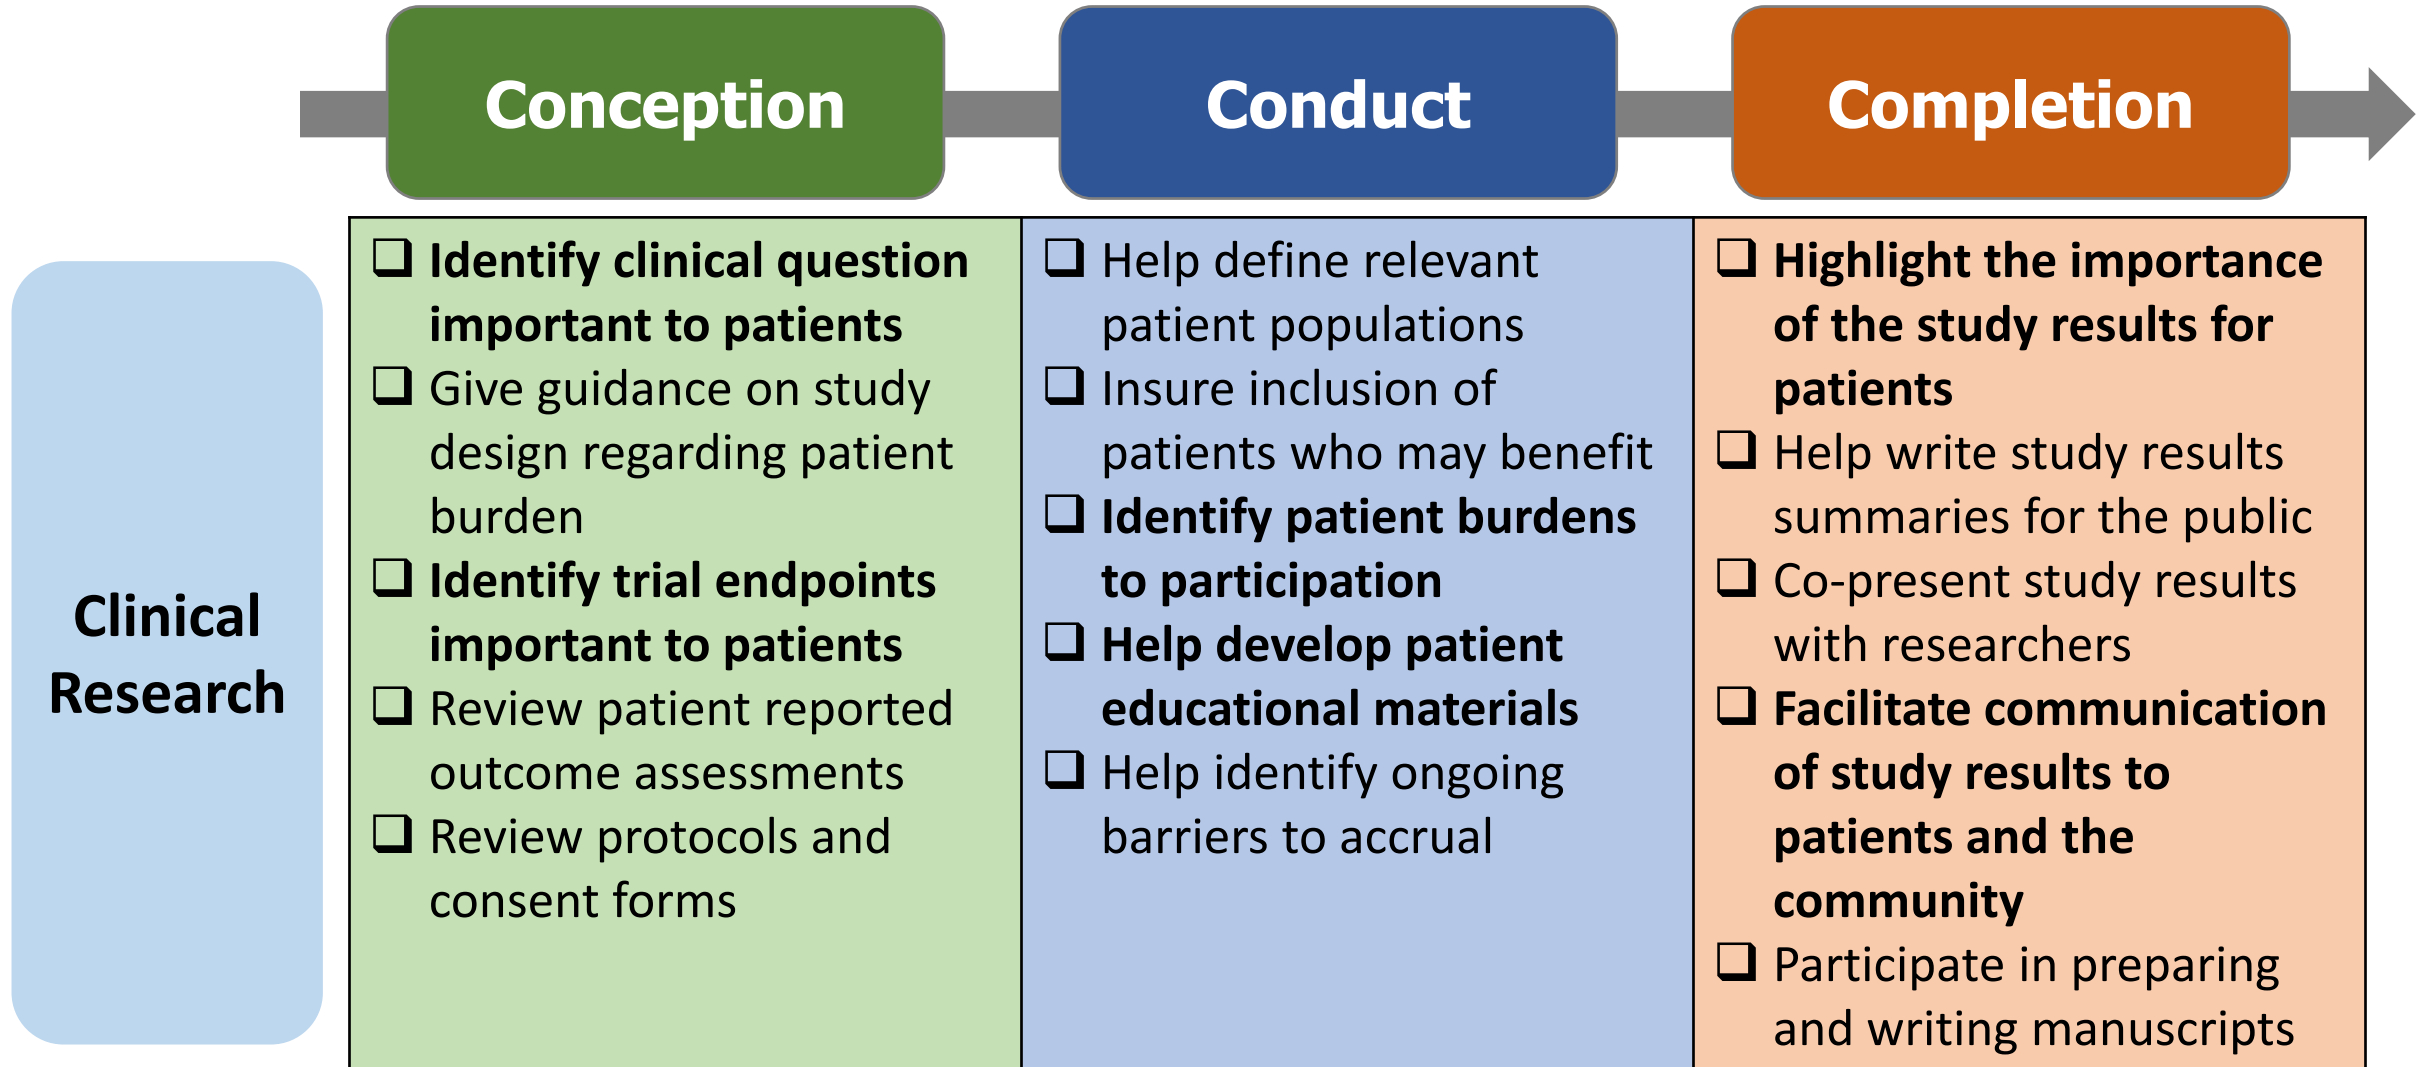 Conception
Conduct
Completion
Clinical
Research
❑ Identify clinical question
important to patients
❑ Give guidance on study
design regarding patient
burden
❑ Identify trial endpoints
important to patients
❑ Review patient reported
outcome assessments
❑ Review protocols and
consent forms
❑ Help define relevant
patient populations
❑ Insure inclusion of
patients who may benefit
❑ Identify patient burdens
to participation
❑ Help develop patient
educational materials
❑ Help identify ongoing
barriers to accrual
❑ Highlight the importance
of the study results for
patients
❑ Help write study results
summaries for the public
❑ Co-present study results
with researchers
❑ Facilitate communication
of study results to
patients and the
community
❑ Participate in preparing
and writing manuscripts